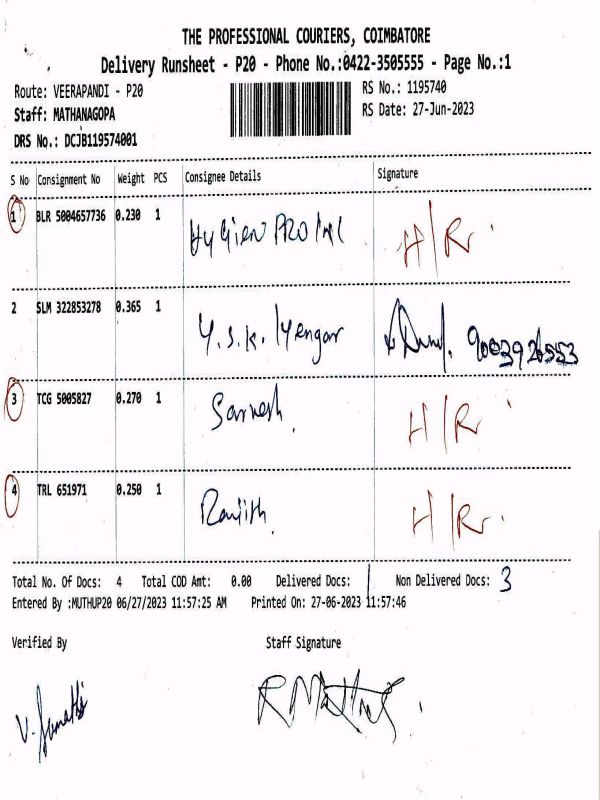 THE PROFESSIONAL COURIERS, COIMBATORE
Delivery Runsheet - P20 - Phone No.:0422-3505555 - Page No.:1
Route: VEERAPANDI - P20 RS No.: 1195740
Staff: MATHANAGOPA RS Date: 27-Jun-2023
DRS No.: DCJB119574001
S No Consignment No Weight PCS Consignee Details Signature
1 BLR 5004657736 0.230 1 H/R
2 SLM 322853278 0.365 1 Y.S.K. Iyengar
3 TCG 5005827 0.270 1 Sarvesh H/R
4 TRL 651971 0.250 1 Ranjith. H/R
Total No. Of Docs: 4 Total COD Amt: 0.00 Delivered Docs: 1 Non Delivered Docs: 3
Entered By :MUTHUP20 06/27/2023 11:57:25 AM Printed On: 27-06-2023 11:57:46
Verified By Staff Signature